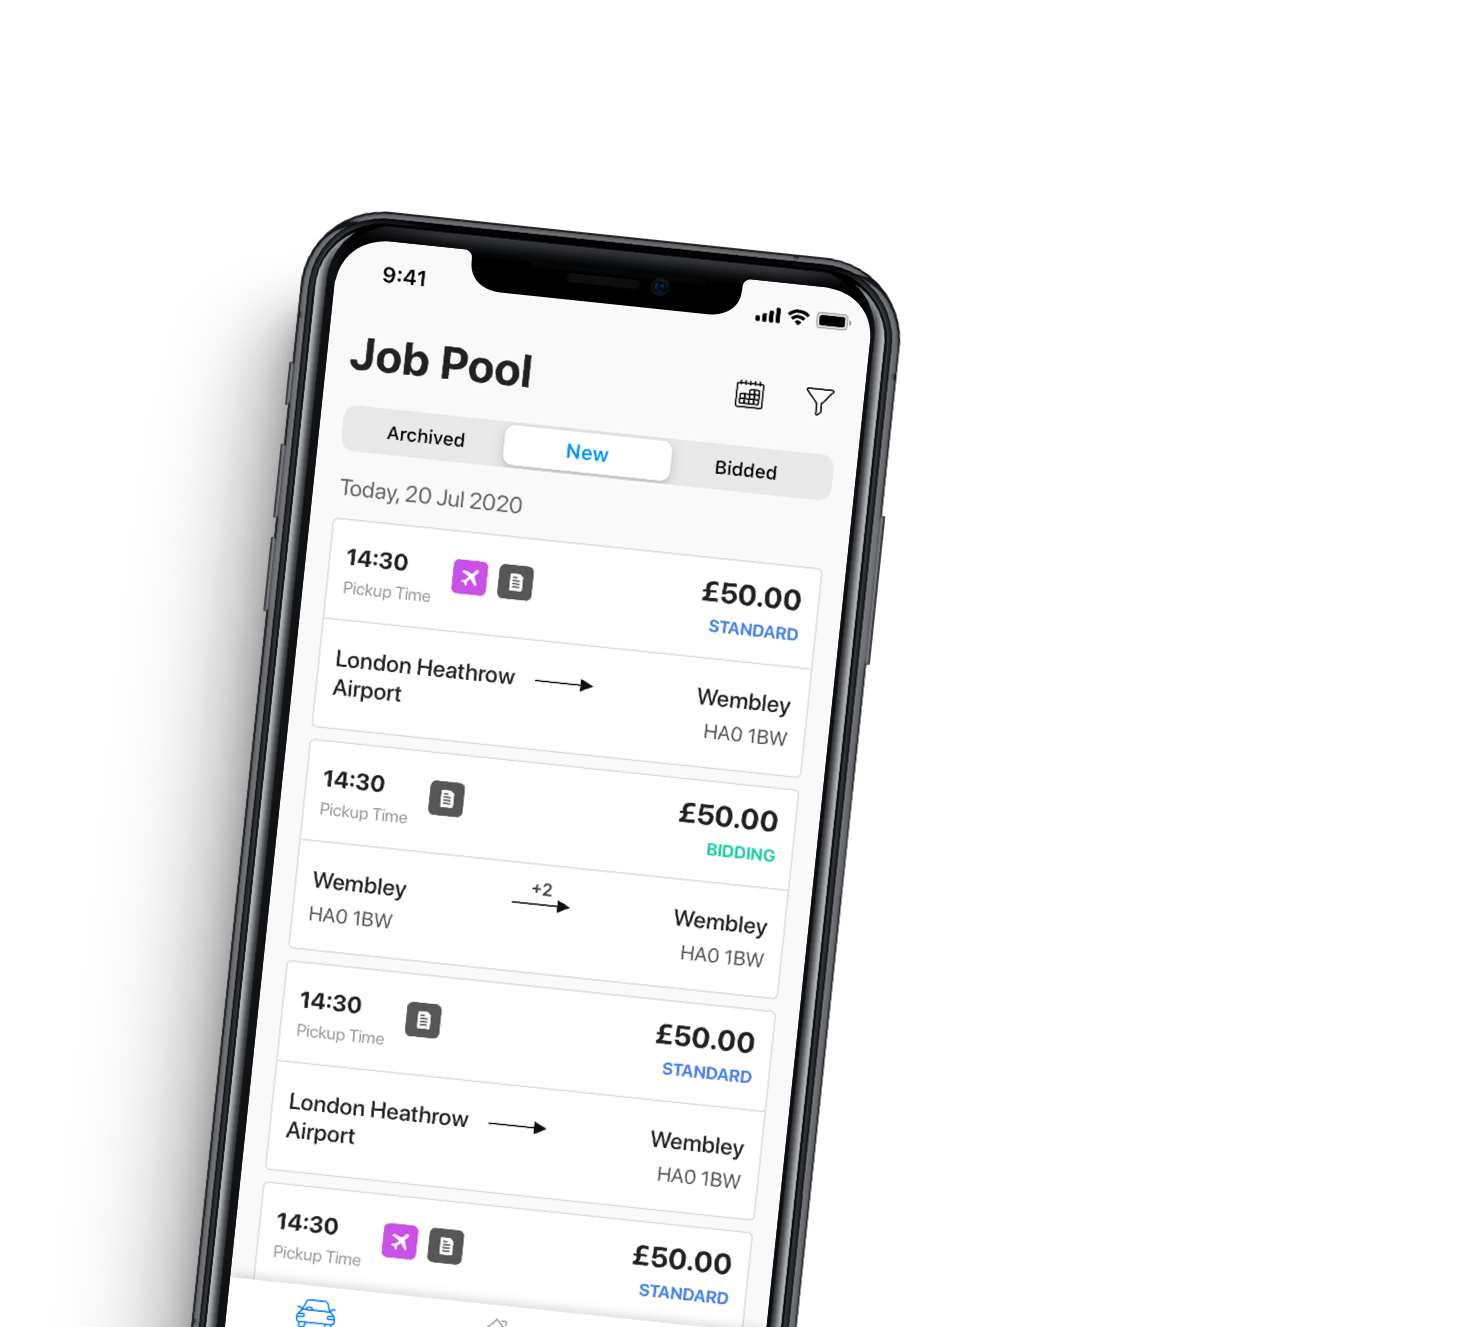 9:41
Job Pool
Archived New Bidded
Today, 20 Jul 2020
14:30 £50.00
Pickup Time STANDARD
London Heathrow Airport Wembley
HA0 1BW
14:30 £50.00
Pickup Time BIDDING
+2
Wembley Wembley
HA0 1BW HA0 1BW
14:30 £50.00
Pickup Time STANDARD
London Heathrow Airport Wembley
HA0 1BW
14:30 £50.00
Pickup Time STANDARD